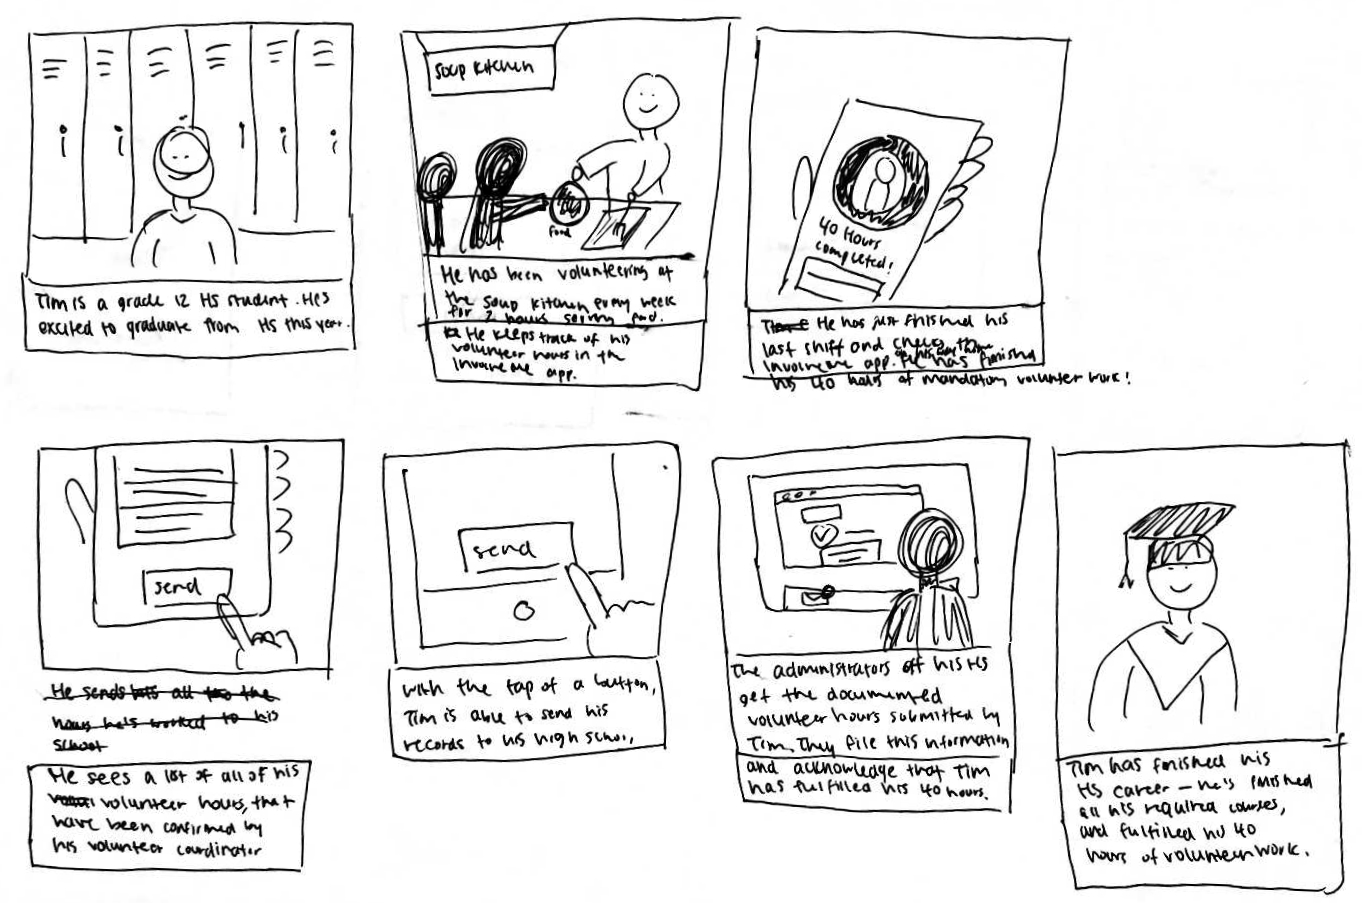 Tim is a grade 12 HS student. He's
excited to graduate from HS this year.
Soup Kitchen
food
He has been volunteering at
the soup kitchen every week
for 2 hours serving food.
He keeps track of his
volunteer hours in the
involveme app.
40 Hours
completed!
He has just finished his
last shift and checks the
involveme app. on his way home He has finished
his 40 hours of mandatory volunteer work!
send
He sends all the
hours he's worked to his
school
He sees a list of all of his
volunteer hours, that
have been confirmed by
his volunteer coordinator
send
With the tap of a button,
Tim is able to send his
records to his high school.
The administrators off his HS
get the documented
volunteer hours submitted by
Tim. They file this information
and acknowledge that Tim
has fulfilled his 40 hours.
Tim has finished his
HS career – he's finished
all his required courses,
and fulfilled his 40
hours of volunteer work.